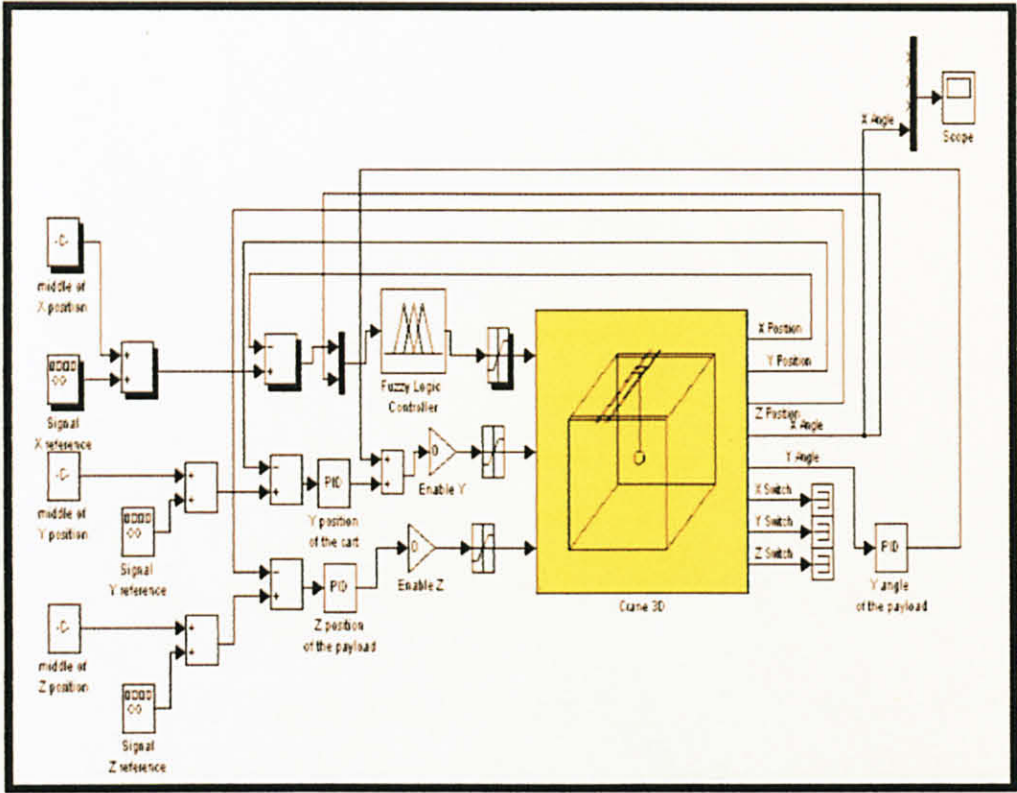 X Angle
Scope
-C-
middle of
X position
Signal
X reference
-C-
middle of
Y position
Signal
Y reference
-C-
middle of
Z position
Signal
Z reference
Fuzzy Logic
Controller
PID
Y position
of the cart
0
Enable Y
PID
Z position
of the payload
0
Enable Z
Crane 3D
X Position
Y Position
Z Position
X Angle
Y Angle
X Switch
Y Switch
Z Switch
PID
Y angle
of the payload